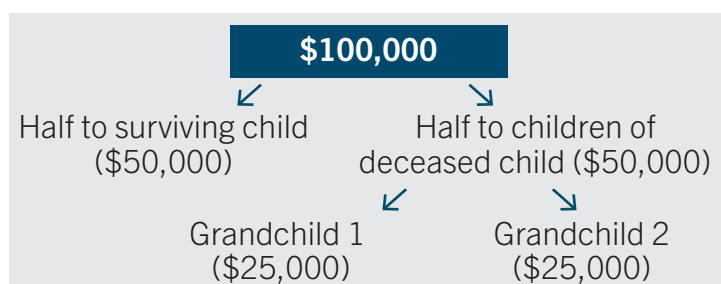 $100,000
Half to surviving child
($50,000)
Half to children of
deceased child ($50,000)
Grandchild 1
($25,000)
Grandchild 2
($25,000)